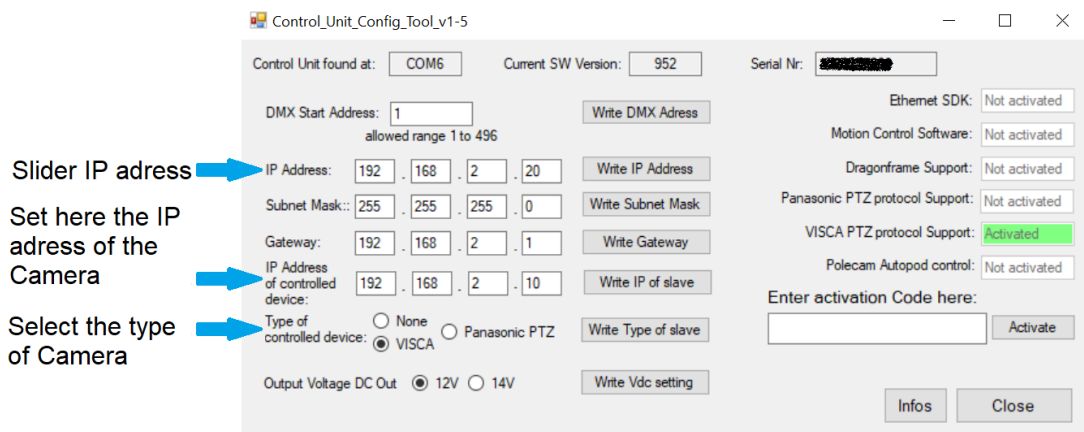 Control_Unit_Config_Tool_v1-5
Control Unit found at: COM6 Current SW Version: 952 Serial Nr:
DMX Start Address: 1 Write DMX Adress
allowed range 1 to 496
Slider IP adress
IP Address: 192 . 168 . 2 . 20 Write IP Address
Set here the IP
adress of the
Camera
Subnet Mask:: 255 . 255 . 255 . 0 Write Subnet Mask
Gateway: 192 . 168 . 2 . 1 Write Gateway
IP Address
of controlled
device: 192 . 168 . 2 . 10 Write IP of slave
Select the type
of Camera
Type of
controlled device: None VISCA Panasonic PTZ Write Type of slave
Output Voltage DC Out 12V 14V Write Vdc setting
Ethernet SDK: Not activated
Motion Control Software: Not activated
Dragonframe Support: Not activated
Panasonic PTZ protocol Support: Not activated
VISCA PTZ protocol Support: Activated
Polecam Autopod control: Not activated
Enter activation Code here:
Activate
Infos Close